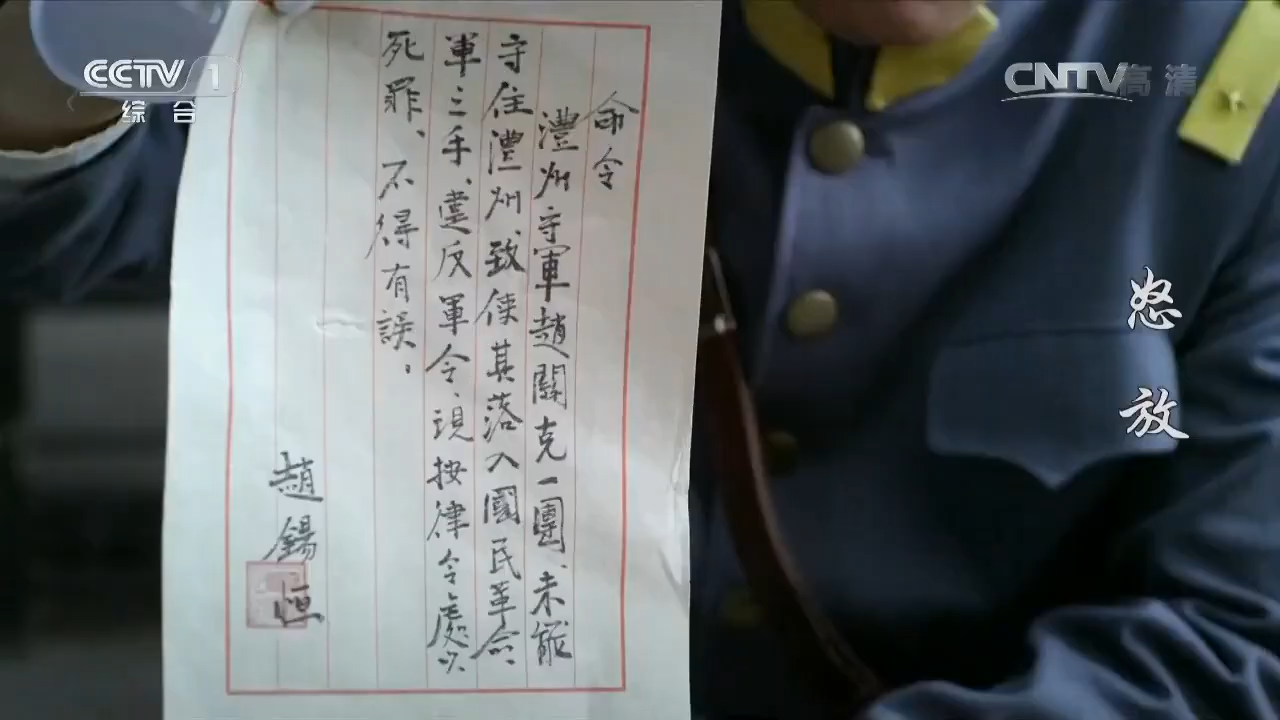 CCTV 1
综合
CNTV高清
命令
澧州守軍趙關克一團、未能
守住澧州、致使其落入國民革命、
軍之手、違反軍令、現按律令處以
死罪、不得有誤。
趙錫恒
怒放